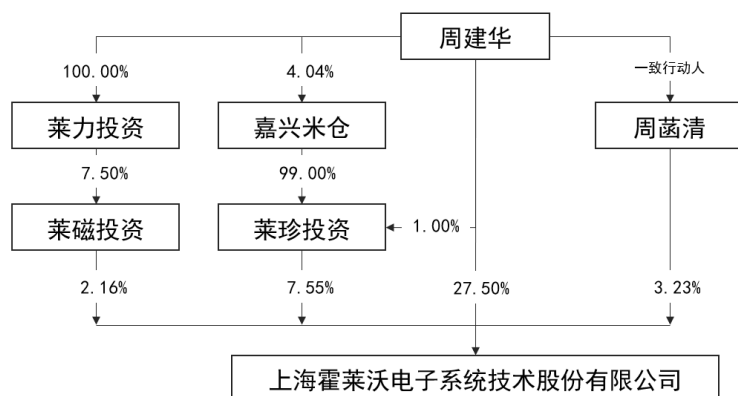 周建华
100.00%
4.04%
一致行动人
莱力投资
嘉兴米仓
周菡清
7.50%
99.00%
莱磁投资
莱珍投资
1.00%
2.16%
7.55%
27.50%
3.23%
上海霍莱沃电子系统技术股份有限公司